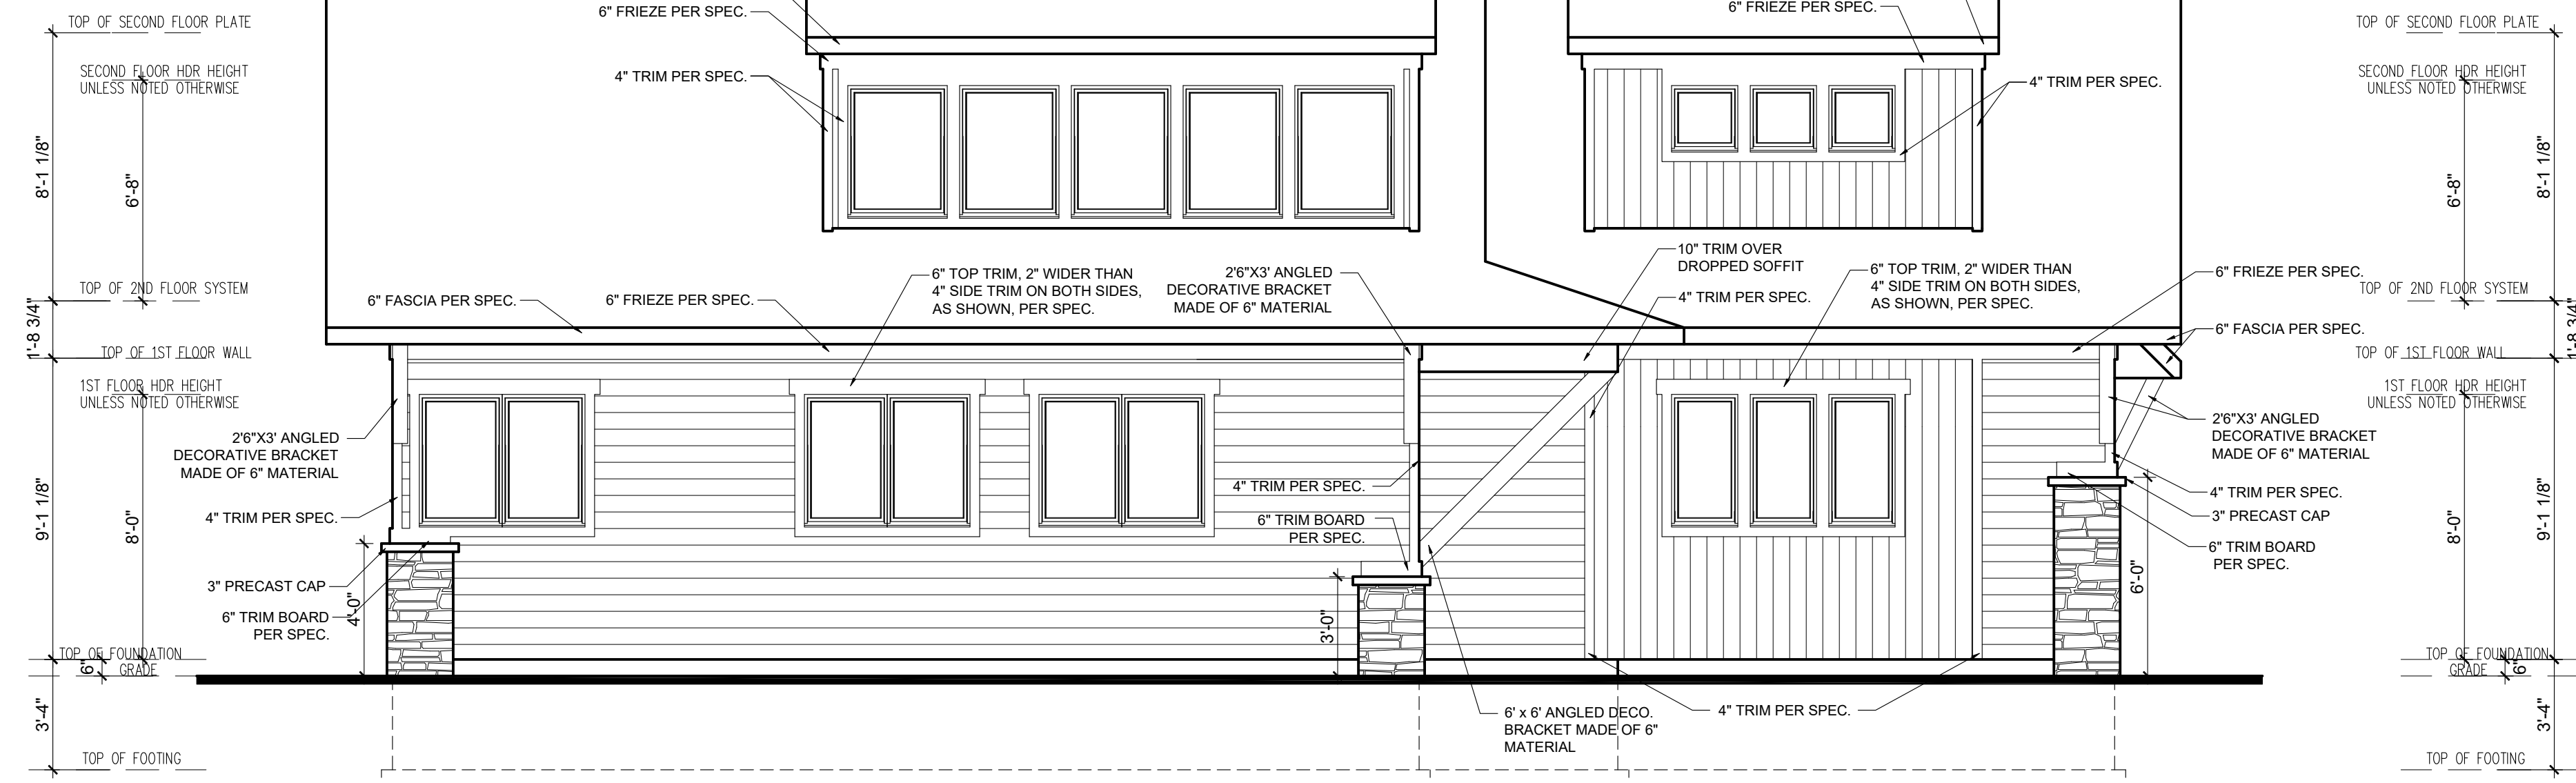 TOP OF SECOND FLOOR PLATE
6" FRIEZE PER SPEC.
6" FRIEZE PER SPEC.
TOP OF SECOND FLOOR PLATE
SECOND FLOOR HDR HEIGHT
UNLESS NOTED OTHERWISE
4" TRIM PER SPEC.
4" TRIM PER SPEC.
SECOND FLOOR HDR HEIGHT
UNLESS NOTED OTHERWISE
8'-1 1/8"
6'-8"
6'-8"
8'-1 1/8"
10" TRIM OVER
DROPPED SOFFIT
6" TOP TRIM, 2" WIDER THAN
4" SIDE TRIM ON BOTH SIDES,
AS SHOWN, PER SPEC.
2'6"X3' ANGLED
DECORATIVE BRACKET
MADE OF 6" MATERIAL
6" TOP TRIM, 2" WIDER THAN
4" SIDE TRIM ON BOTH SIDES,
AS SHOWN, PER SPEC.
6" FRIEZE PER SPEC.
TOP OF 2ND FLOOR SYSTEM
6" FASCIA PER SPEC.
6" FRIEZE PER SPEC.
4" TRIM PER SPEC.
TOP OF 2ND FLOOR SYSTEM
1'-8 3/4"
6" FASCIA PER SPEC.
1'-8 3/4"
TOP OF 1ST FLOOR WALL
TOP OF 1ST FLOOR WALL
1ST FLOOR HDR HEIGHT
UNLESS NOTED OTHERWISE
1ST FLOOR HDR HEIGHT
UNLESS NOTED OTHERWISE
2'6"X3' ANGLED
DECORATIVE BRACKET
MADE OF 6" MATERIAL
2'6"X3' ANGLED
DECORATIVE BRACKET
MADE OF 6" MATERIAL
4" TRIM PER SPEC.
4" TRIM PER SPEC.
9'-1 1/8"
8'-0"
4" TRIM PER SPEC.
6" TRIM BOARD
PER SPEC.
3" PRECAST CAP
8'-0"
9'-1 1/8"
6" TRIM BOARD
PER SPEC.
3" PRECAST CAP
6" TRIM BOARD
PER SPEC.
4'-0"
3'-0"
6'-0"
TOP OF FOUNDATION
GRADE
6"
TOP OF FOUNDATION
GRADE
6"
3'-4"
6' x 6' ANGLED DECO.
BRACKET MADE OF 6"
MATERIAL
4" TRIM PER SPEC.
3'-4"
TOP OF FOOTING
TOP OF FOOTING